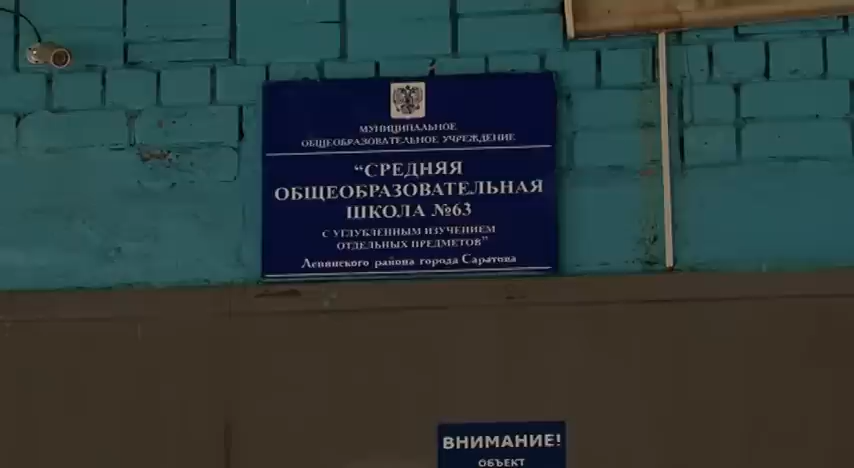 МУНИЦИПАЛЬНОЕ
ОБЩЕОБРАЗОВАТЕЛЬНОЕ УЧРЕЖДЕНИЕ
“СРЕДНЯЯ
ОБЩЕОБРАЗОВАТЕЛЬНАЯ
ШКОЛА №63
С УГЛУБЛЕННЫМ ИЗУЧЕНИЕМ
ОТДЕЛЬНЫХ ПРЕДМЕТОВ”
Ленинского района города Саратова
ВНИМАНИЕ!
ОБЪЕКТ